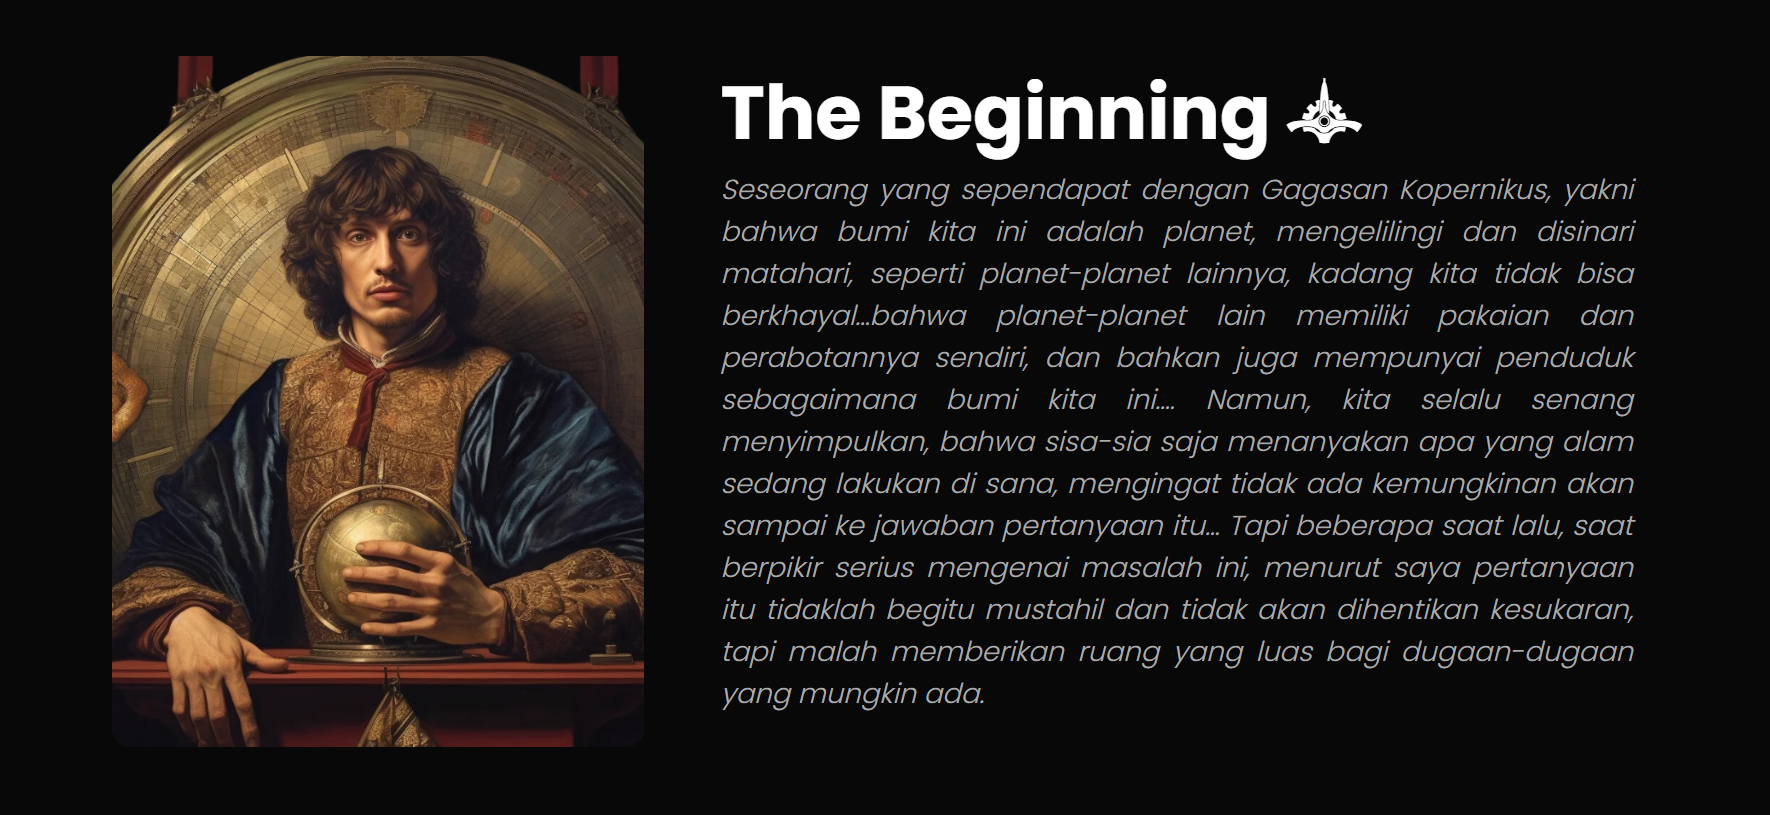 The Beginning
Seseorang yang sependapat dengan Gagasan Kopernikus, yakni
bahwa bumi kita ini adalah planet, mengelilingi dan disinari
matahari, seperti planet-planet lainnya, kadang kita tidak bisa
berkhayal...bahwa planet-planet lain memiliki pakaian dan
perabotannya sendiri, dan bahkan juga mempunyai penduduk
sebagaimana bumi kita ini.... Namun, kita selalu senang
menyimpulkan, bahwa sisa-sia saja menanyakan apa yang alam
sedang lakukan di sana, mengingat tidak ada kemungkinan akan
sampai ke jawaban pertanyaan itu... Tapi beberapa saat lalu, saat
berpikir serius mengenai masalah ini, menurut saya pertanyaan
itu tidaklah begitu mustahil dan tidak akan dihentikan kesukaran,
tapi malah memberikan ruang yang luas bagi dugaan-dugaan
yang mungkin ada.